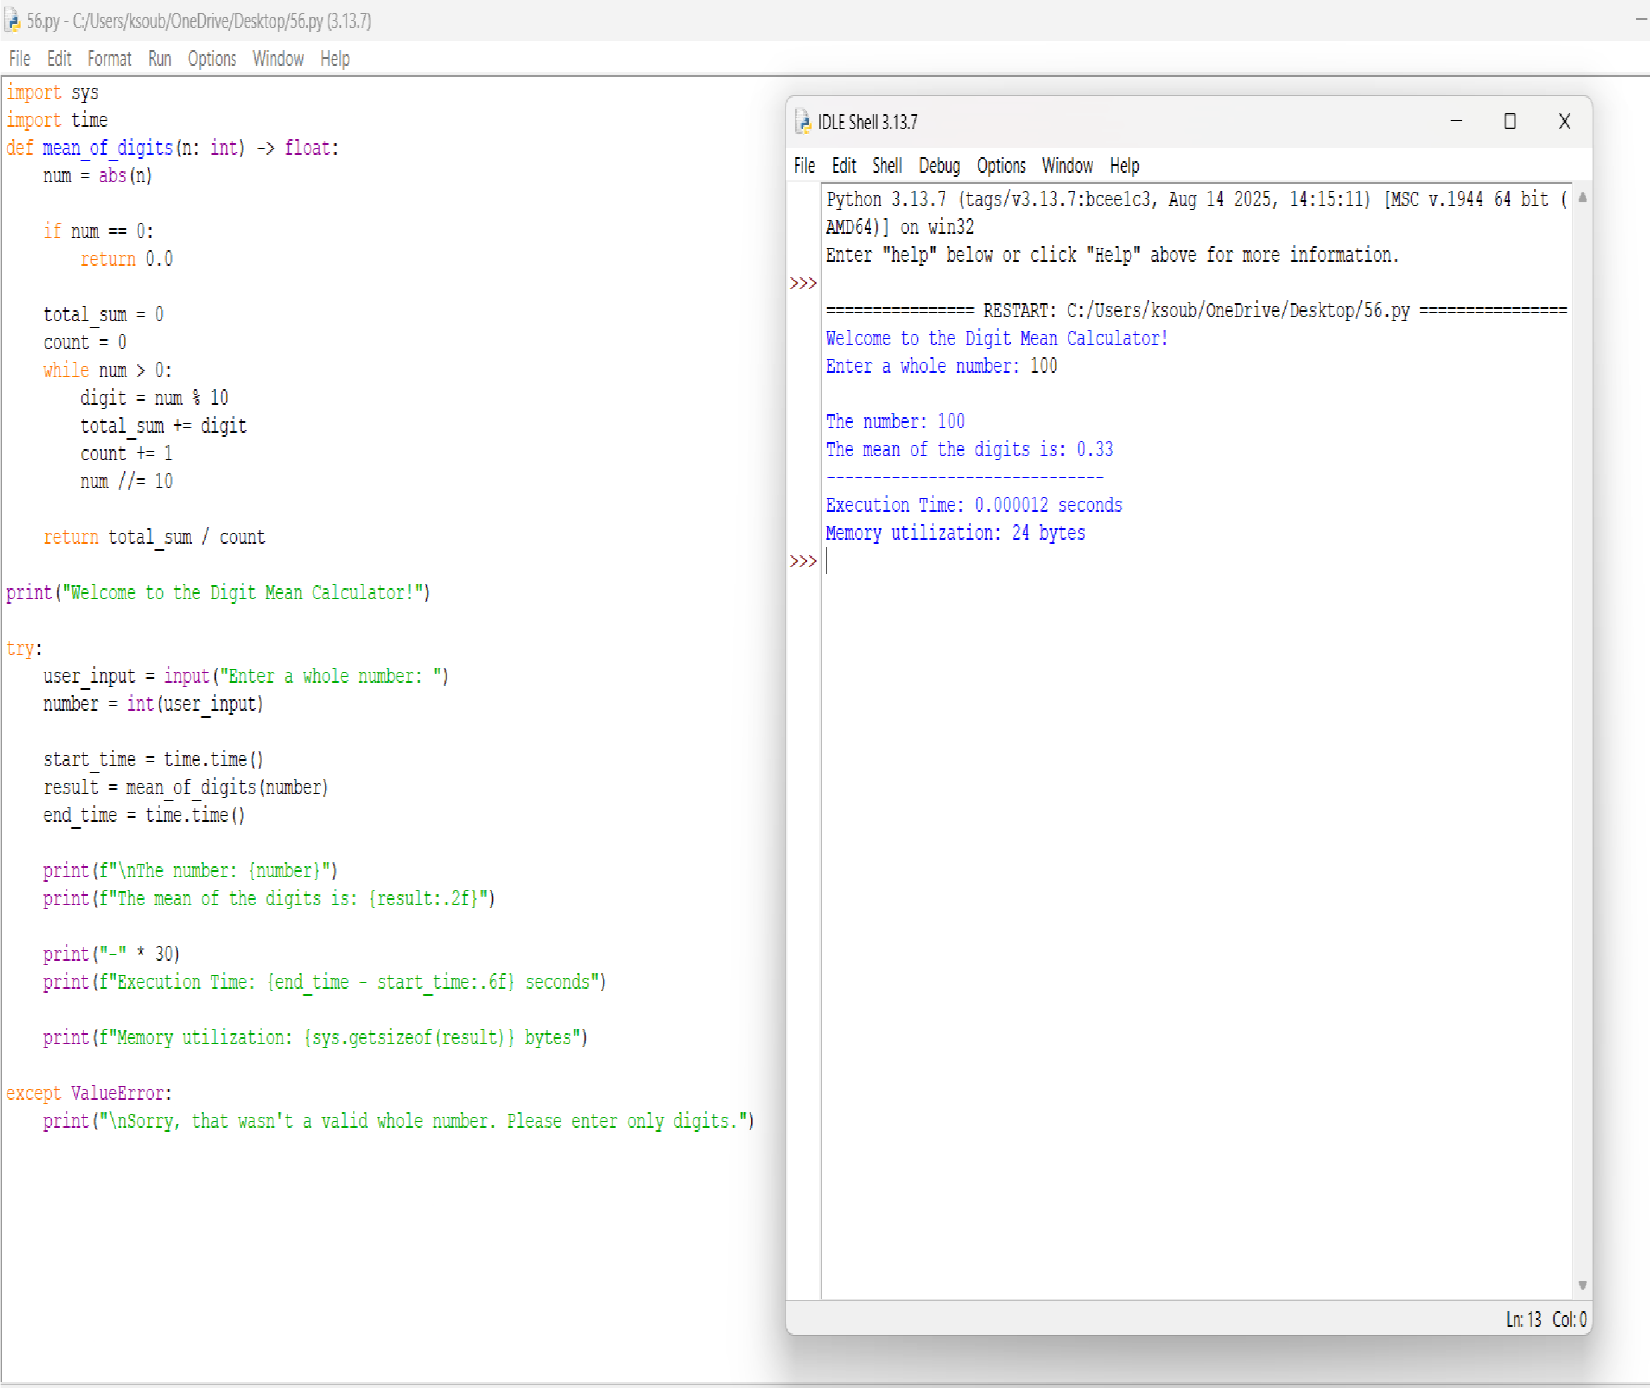 56.py - C:/Users/ksoub/OneDrive/Desktop/56.py (3.13.7)
File Edit Format Run Options Window Help
import sys
import time
def mean_of_digits(n: int) -> float:
    num = abs(n)

    if num == 0:
        return 0.0

    total_sum = 0
    count = 0
    while num > 0:
        digit = num % 10
        total_sum += digit
        count += 1
        num //= 10

    return total_sum / count

print("Welcome to the Digit Mean Calculator!")

try:
    user_input = input("Enter a whole number: ")
    number = int(user_input)

    start_time = time.time()
    result = mean_of_digits(number)
    end_time = time.time()

    print(f"\nThe number: {number}")
    print(f"The mean of the digits is: {result:.2f}")

    print("-" * 30)
    print(f"Execution Time: {end_time - start_time:.6f} seconds")

    print(f"Memory utilization: {sys.getsizeof(result)} bytes")

except ValueError:
    print("\nSorry, that wasn't a valid whole number. Please enter only digits.")
IDLE Shell 3.13.7
File Edit Shell Debug Options Window Help
Python 3.13.7 (tags/v3.13.7:bcee1c3, Aug 14 2025, 14:15:11) [MSC v.1944 64 bit (
AMD64)] on win32
Enter "help" below or click "Help" above for more information.
>>>
================ RESTART: C:/Users/ksoub/OneDrive/Desktop/56.py ================
Welcome to the Digit Mean Calculator!
Enter a whole number: 100

The number: 100
The mean of the digits is: 0.33
------------------------------
Execution Time: 0.000012 seconds
Memory utilization: 24 bytes
>>>
Ln: 13 Col: 0